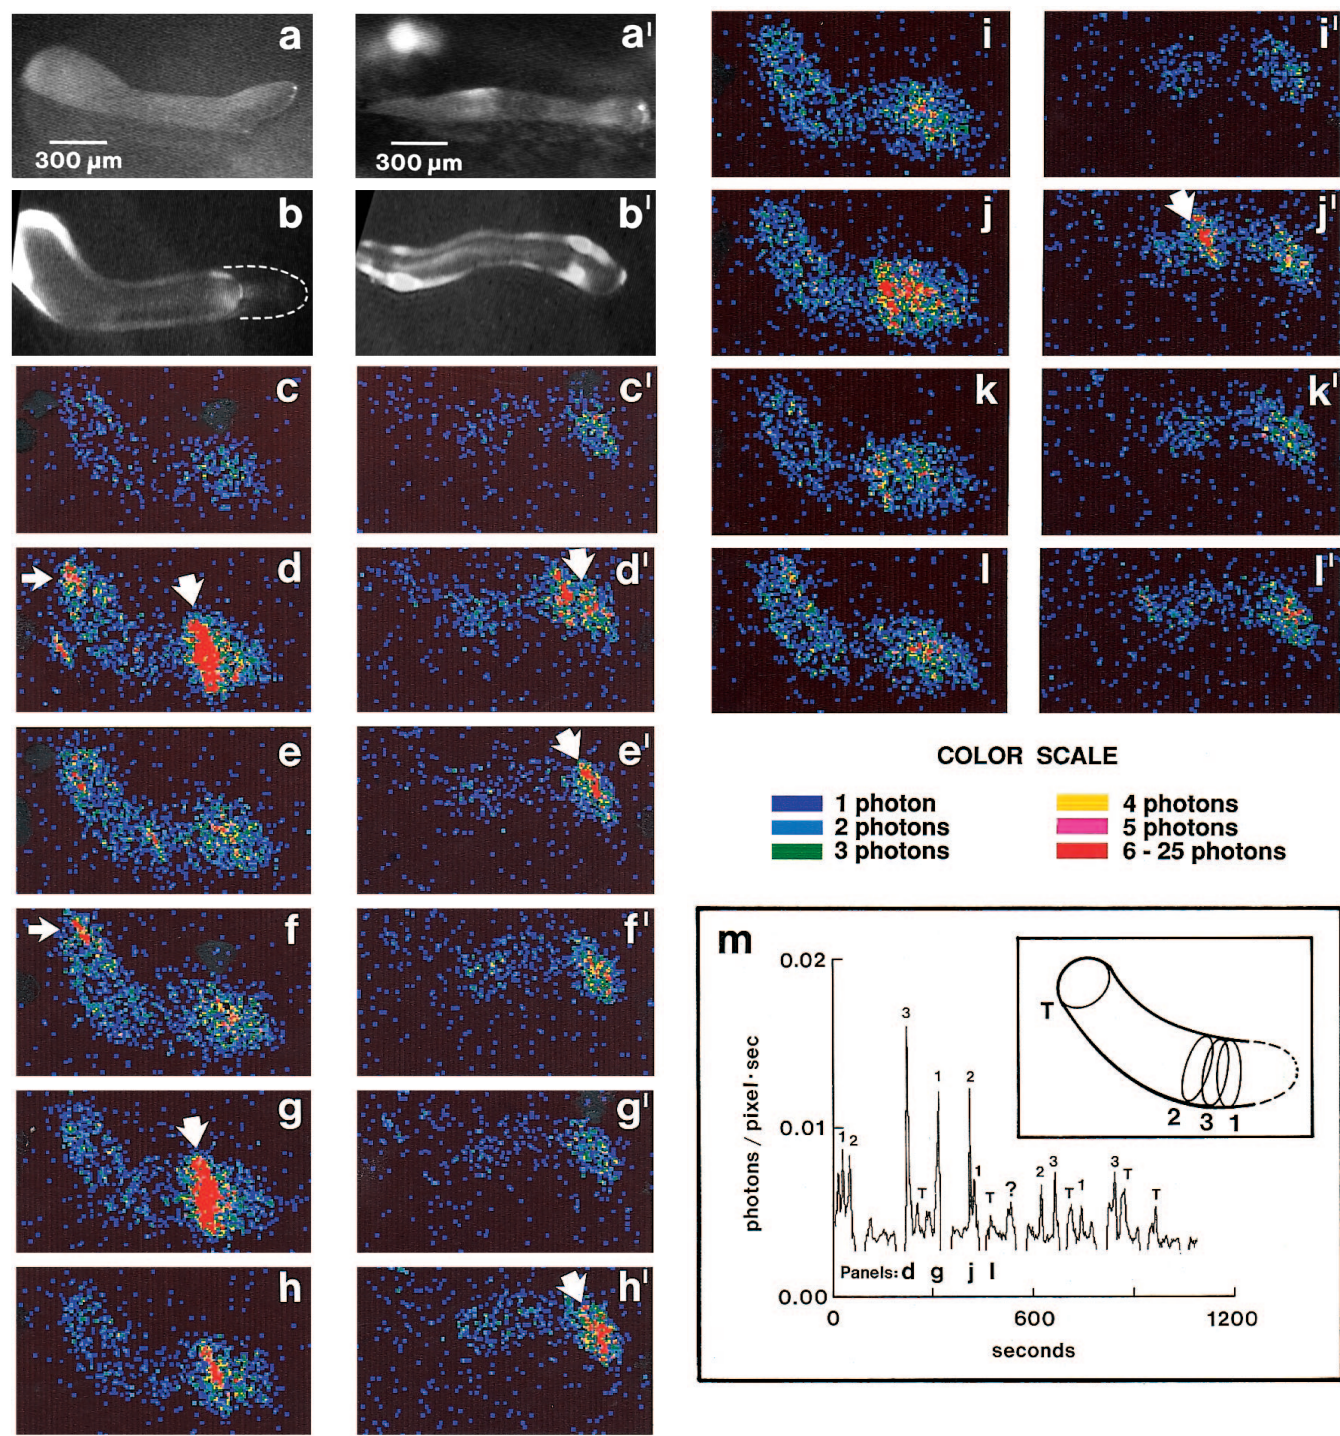 a
300 µm
a'
300 µm
b
b'
c
c'
d
d'
e
e'
f
f'
g
g'
h
h'
i
i'
j
j'
k
k'
l
l'
COLOR SCALE
1 photon
2 photons
3 photons
4 photons
5 photons
6 - 25 photons
m
0.02
0.01
0.00
photons / pixel·sec
3
1
2
1 2
T
1
T
?
2
3
T 1
3
T
T
Panels: d g j l
0 600 1200
seconds
T
2 3 1